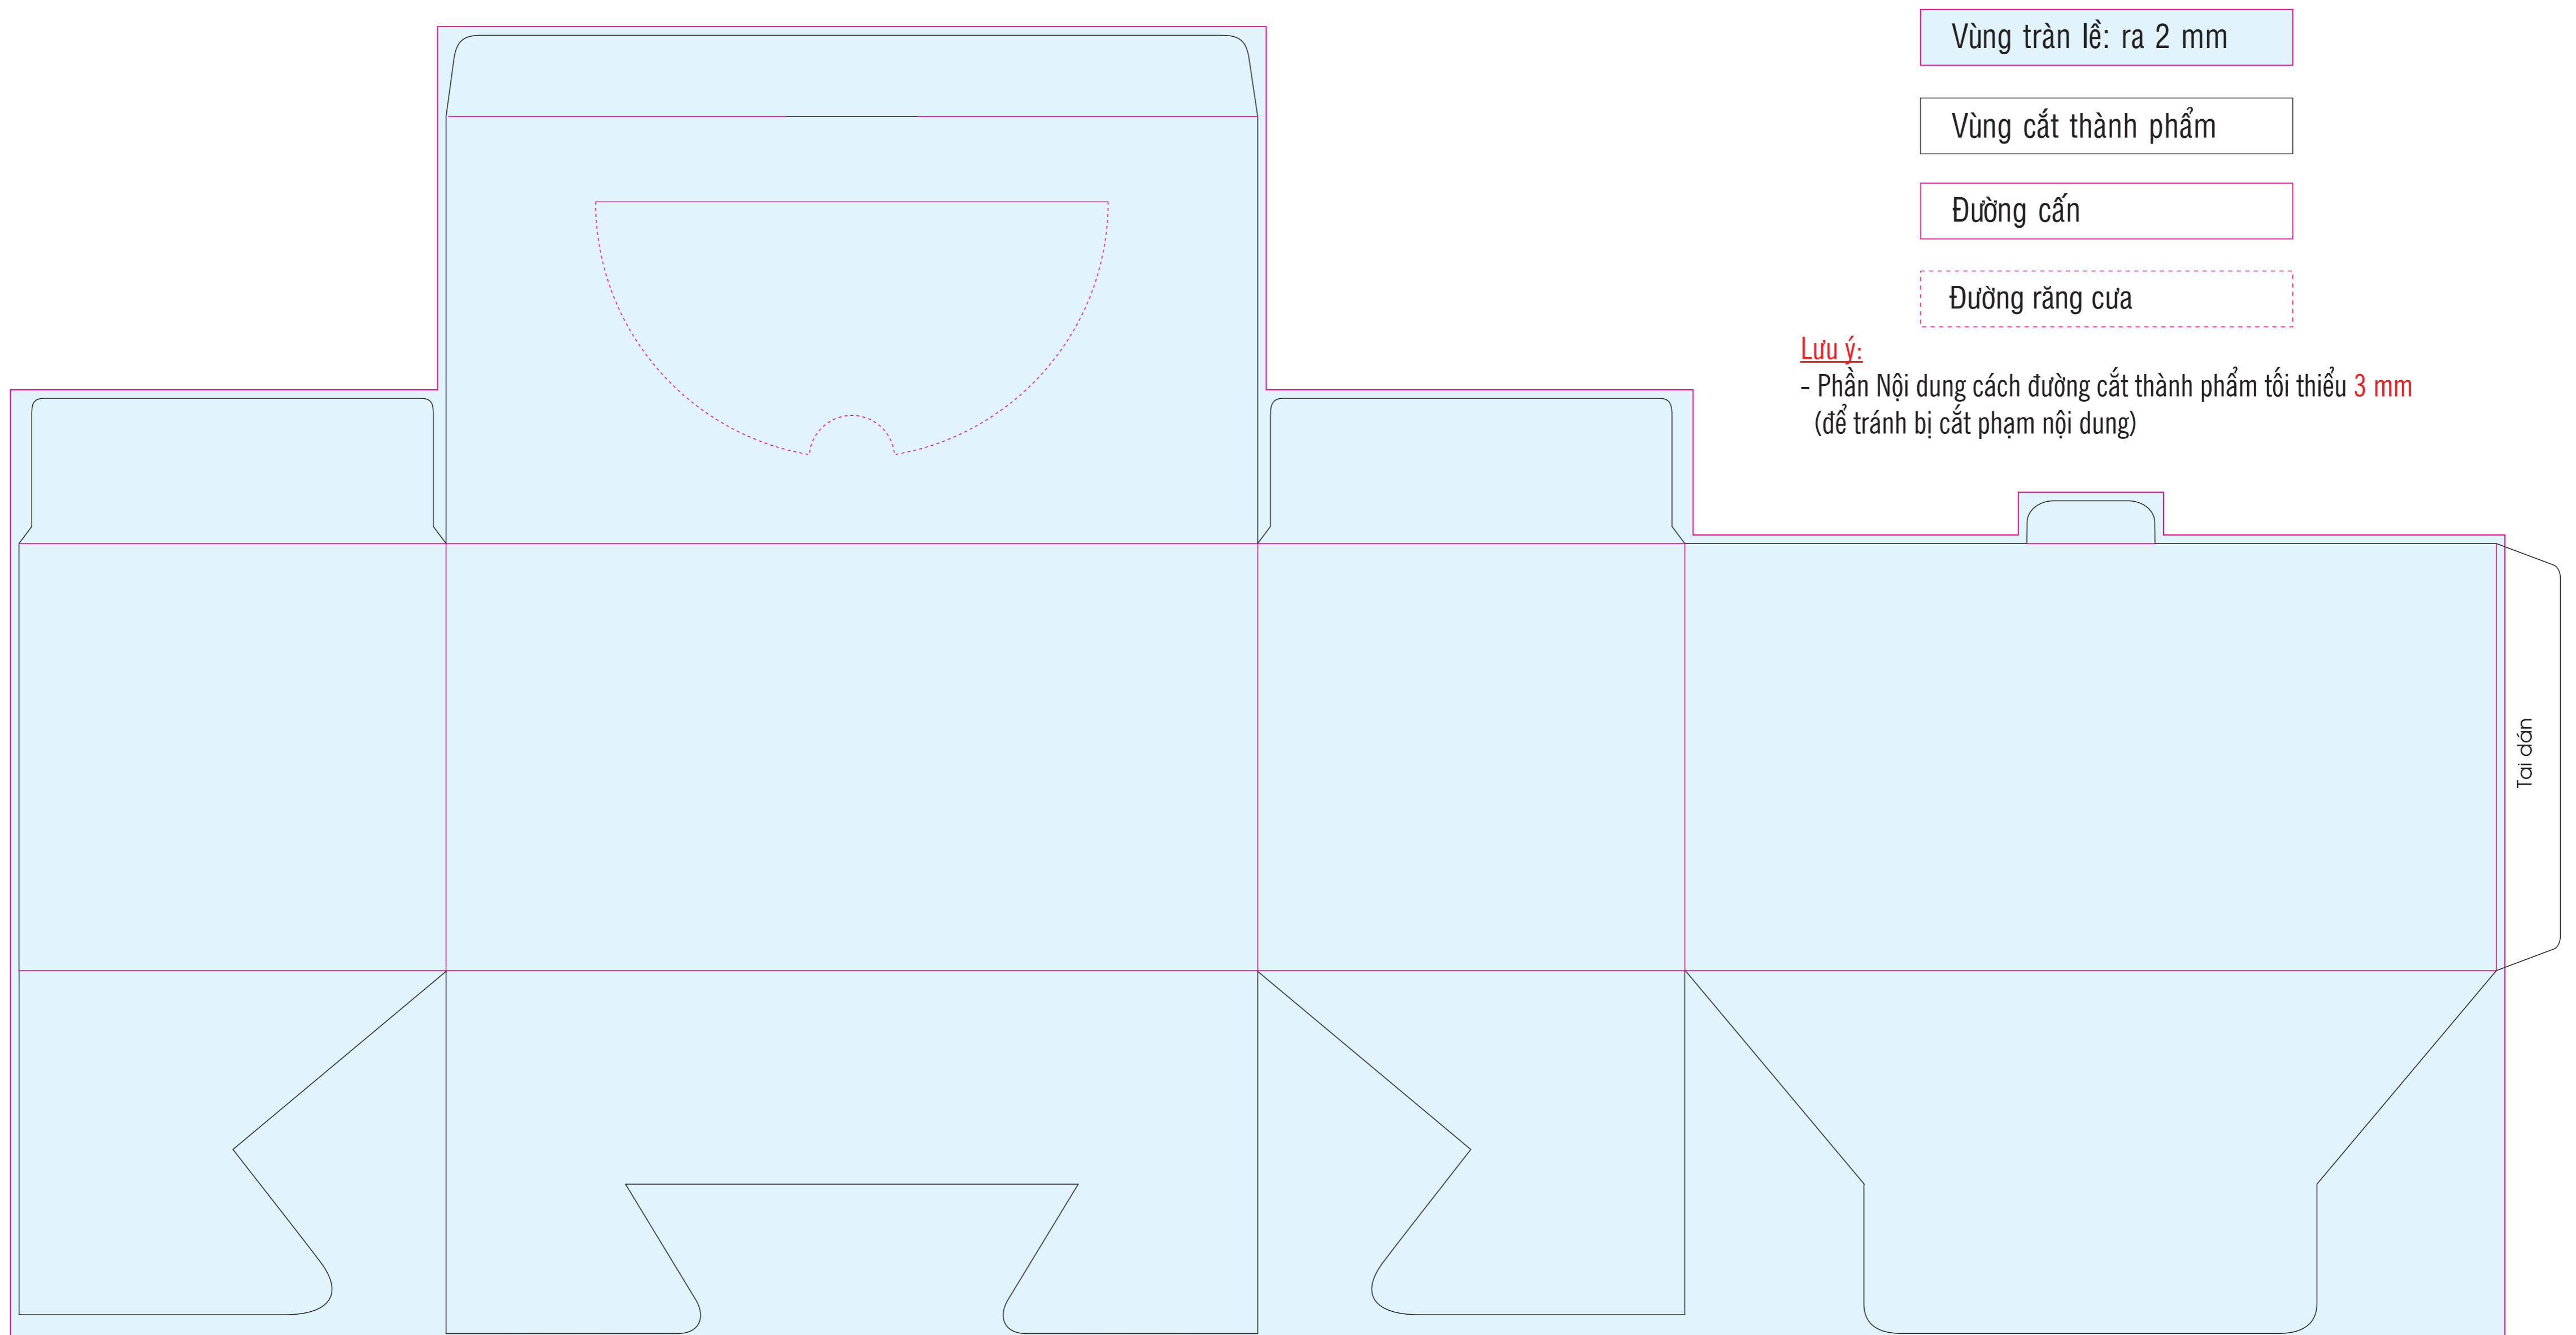 Vùng tràn lề: ra 2 mm
Vùng cắt thành phẩm
Đường cấn
Đường răng cưa
Lưu ý:
- Phần Nội dung cách đường cắt thành phẩm tối thiểu 3 mm
(để tránh bị cắt phạm nội dung)
Tai dán